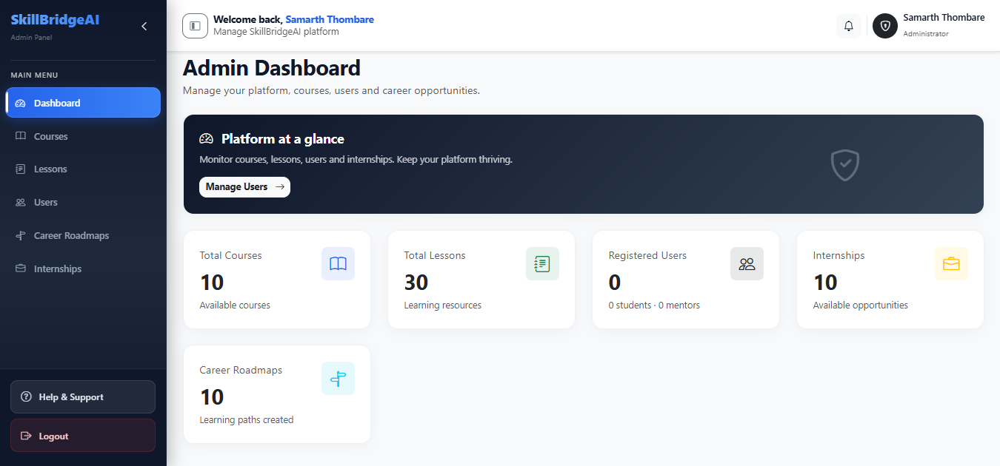 SkillBridgeAI
Admin Panel
MAIN MENU
Dashboard
Courses
Lessons
Users
Career Roadmaps
Internships
Help & Support
Logout
Welcome back, Samarth Thombare
Manage SkillBridgeAI platform
Samarth Thombare
Administrator
Admin Dashboard
Manage your platform, courses, users and career opportunities.
Platform at a glance
Monitor courses, lessons, users and internships. Keep your platform thriving.
Manage Users →
Total Courses
10
Available courses
Total Lessons
30
Learning resources
Registered Users
0
0 students · 0 mentors
Internships
10
Available opportunities
Career Roadmaps
10
Learning paths created